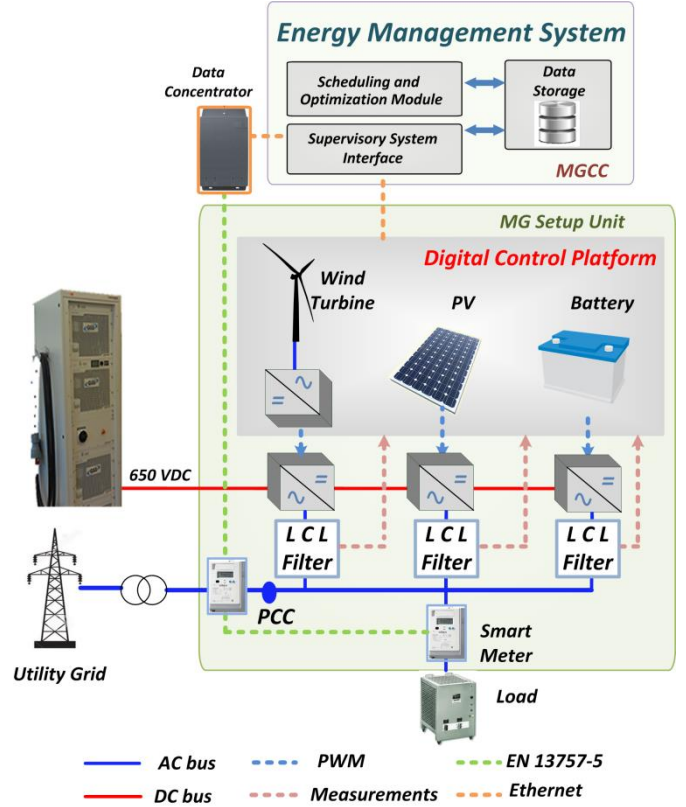 Energy Management System
Data
Concentrator
Scheduling and
Optimization Module
Data
Storage
Supervisory System
Interface
MGCC
MG Setup Unit
Digital Control Platform
Wind
Turbine
PV
Battery
650 VDC
L C L
Filter
L C L
Filter
L C L
Filter
PCC
Smart
Meter
Utility Grid
Load
AC bus
PWM
EN 13757-5
DC bus
Measurements
Ethernet